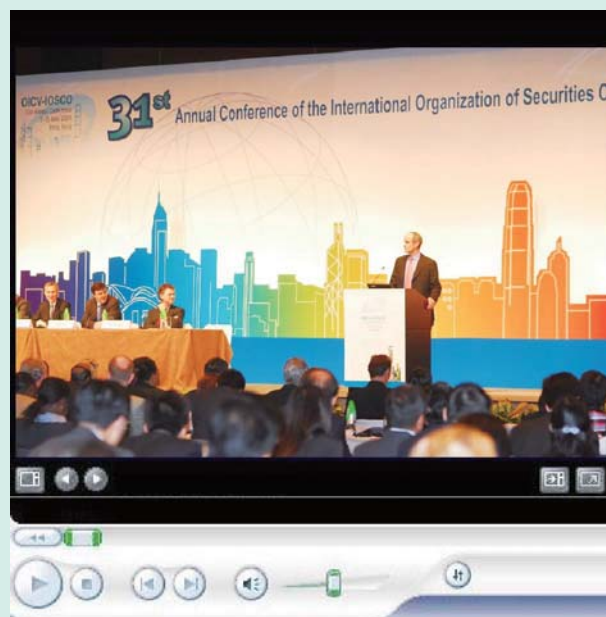 OICV-IOSCO
31st Annual Conference of the International Organization of Securities C